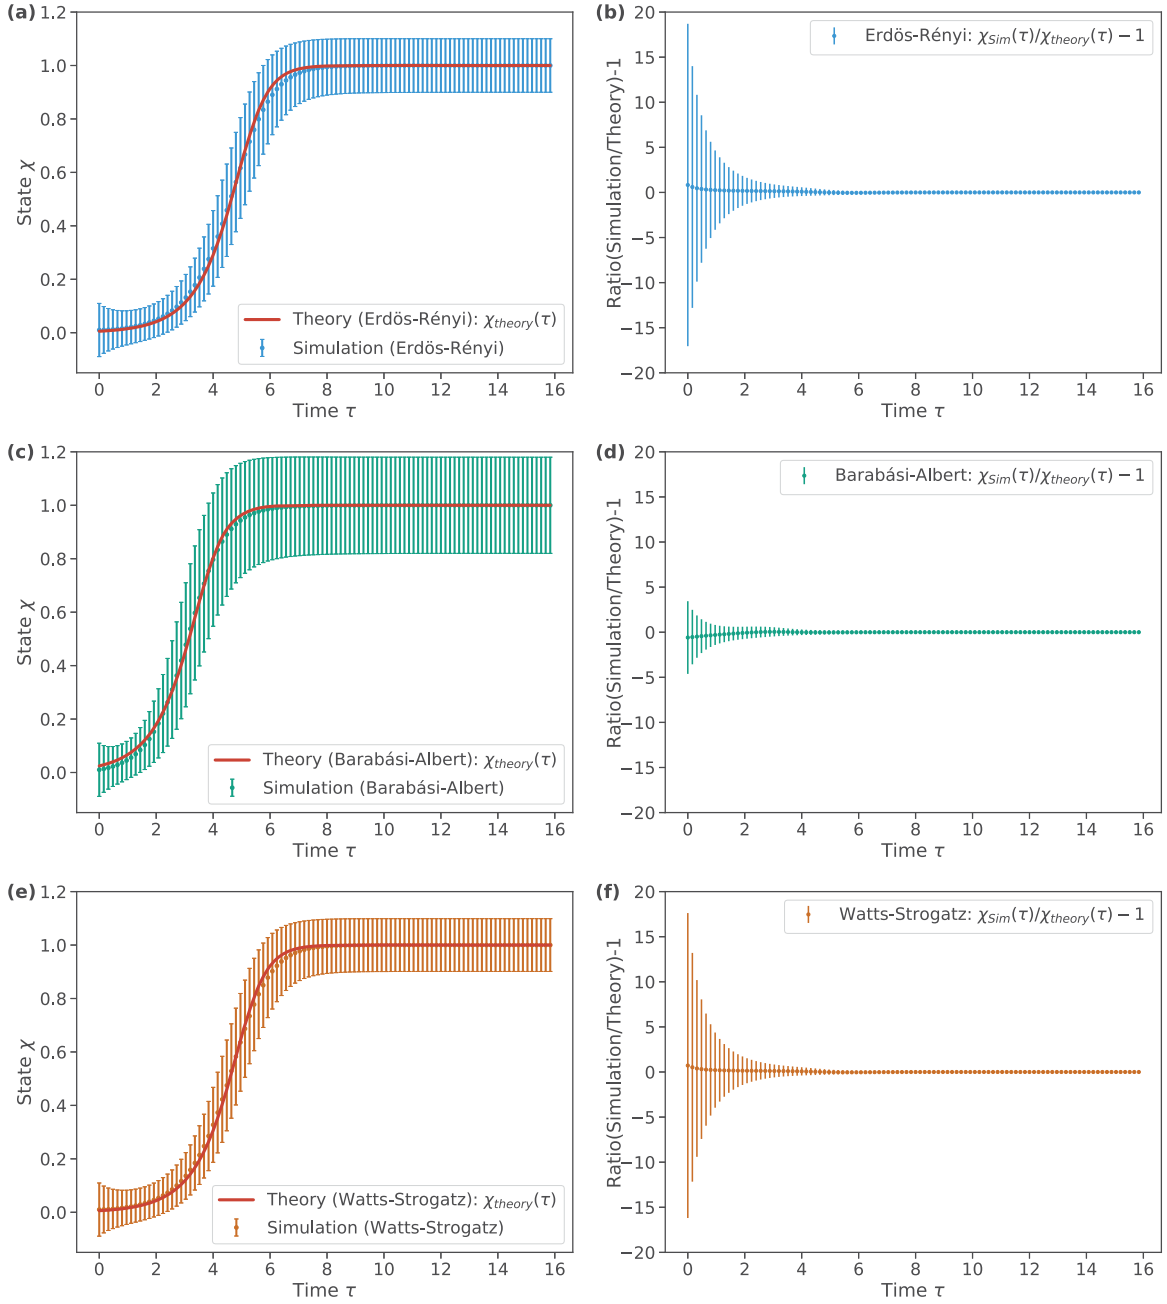 (a)
1.2
1.0
0.8
0.6
0.4
0.2
0.0
State χ
Theory (Erdös-Rényi): χtheory(τ)
Simulation (Erdös-Rényi)
0 2 4 6 8 10 12 14 16
Time τ
(b)
20
15
10
5
0
−5
−10
−15
−20
Ratio(Simulation/Theory)-1
Erdös-Rényi: χSim(τ)/χtheory(τ) − 1
0 2 4 6 8 10 12 14 16
Time τ
(c)
1.2
1.0
0.8
0.6
0.4
0.2
0.0
State χ
Theory (Barabási-Albert): χtheory(τ)
Simulation (Barabási-Albert)
0 2 4 6 8 10 12 14 16
Time τ
(d)
20
15
10
5
0
−5
−10
−15
−20
Ratio(Simulation/Theory)-1
Barabási-Albert: χSim(τ)/χtheory(τ) − 1
0 2 4 6 8 10 12 14 16
Time τ
(e)
1.2
1.0
0.8
0.6
0.4
0.2
0.0
State χ
Theory (Watts-Strogatz): χtheory(τ)
Simulation (Watts-Strogatz)
0 2 4 6 8 10 12 14 16
Time τ
(f)
20
15
10
5
0
−5
−10
−15
−20
Ratio(Simulation/Theory)-1
Watts-Strogatz: χSim(τ)/χtheory(τ) − 1
0 2 4 6 8 10 12 14 16
Time τ